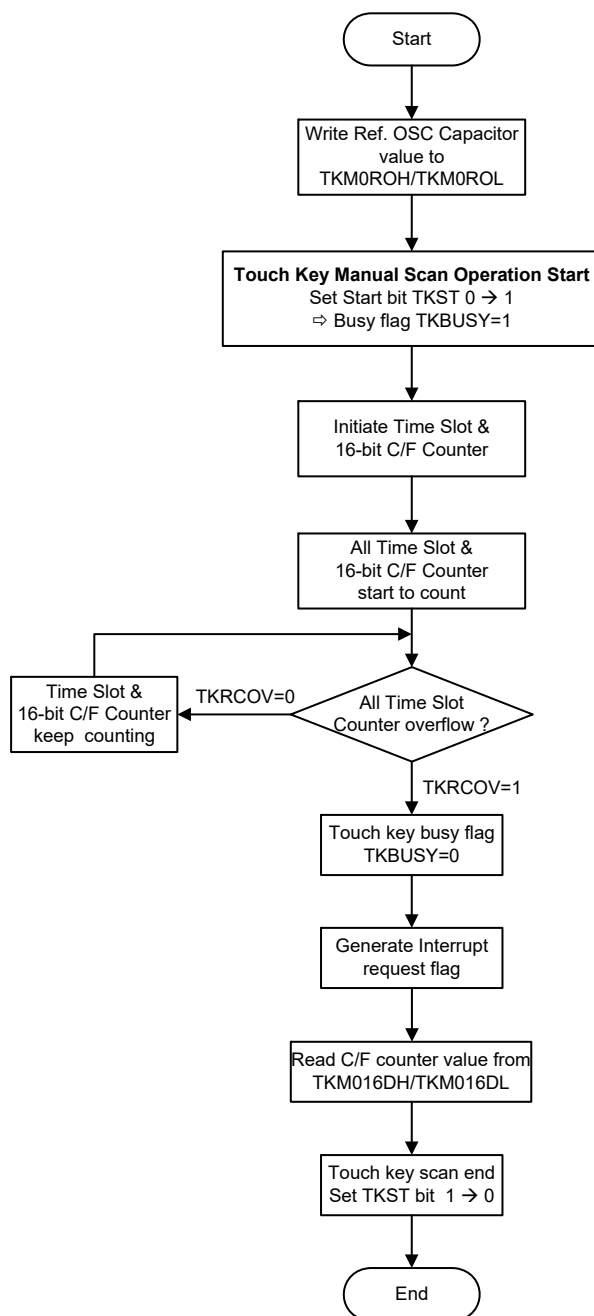 Start
Write Ref. OSC Capacitor
value to
TKM0ROH/TKM0ROL
Touch Key Manual Scan Operation Start
Set Start bit TKST 0 → 1
⇨ Busy flag TKBUSY=1
Initiate Time Slot &
16-bit C/F Counter
All Time Slot &
16-bit C/F Counter
start to count
All Time Slot
Counter overflow ?
TKRCOV=0
Time Slot &
16-bit C/F Counter
keep counting
TKRCOV=1
Touch key busy flag
TKBUSY=0
Generate Interrupt
request flag
Read C/F counter value from
TKM016DH/TKM016DL
Touch key scan end
Set TKST bit 1 → 0
End